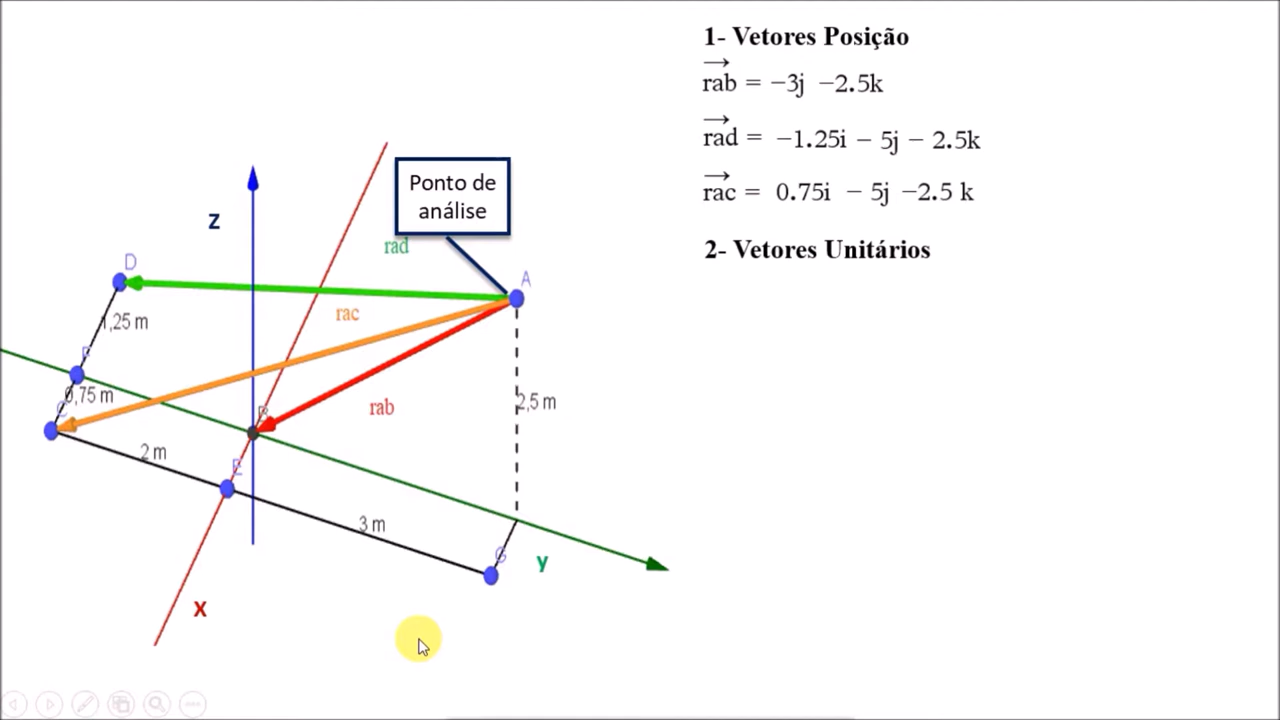 1- Vetores Posição
rab = −3j −2.5k
rad = −1.25i − 5j − 2.5k
rac = 0.75i − 5j −2.5 k
2- Vetores Unitários
Ponto de
análise
Z
rad
D
A
rac
1,25 m
F
0,75 m
C
2,5 m
rab
B
2 m
E
3 m
G
y
X